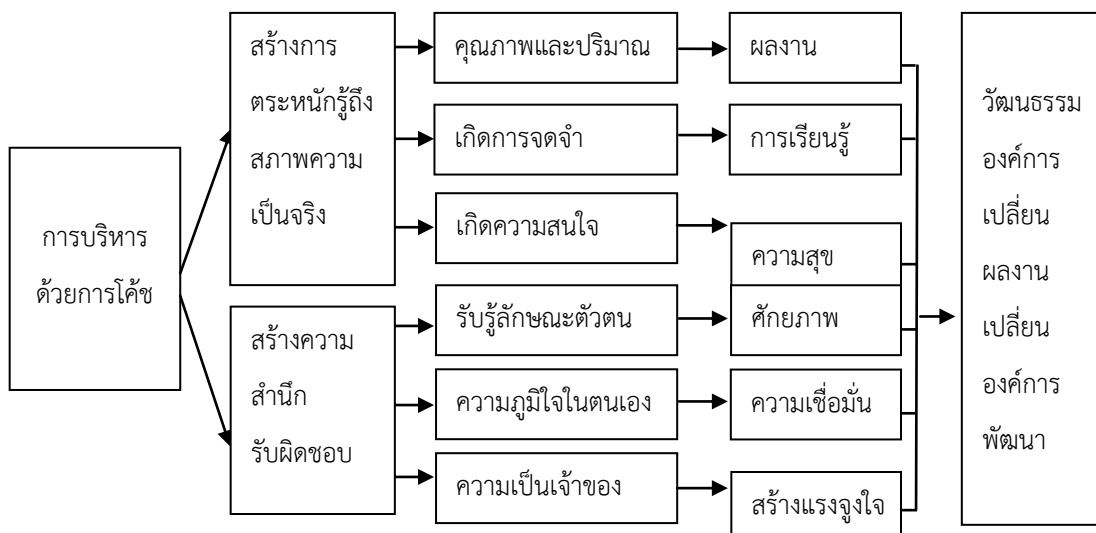 การบริหาร
ด้วยการโค้ช
สร้างการ
ตระหนักรู้ถึง
สภาพความ
เป็นจริง
สร้างความ
สำนึก
รับผิดชอบ
คุณภาพและปริมาณ
เกิดการจดจำ
เกิดความสนใจ
รับรู้ลักษณะตัวตน
ความภูมิใจในตนเอง
ความเป็นเจ้าของ
ผลงาน
การเรียนรู้
ความสุข
ศักยภาพ
ความเชื่อมั่น
สร้างแรงจูงใจ
วัฒนธรรม
องค์การ
เปลี่ยน
ผลงาน
เปลี่ยน
องค์การ
พัฒนา